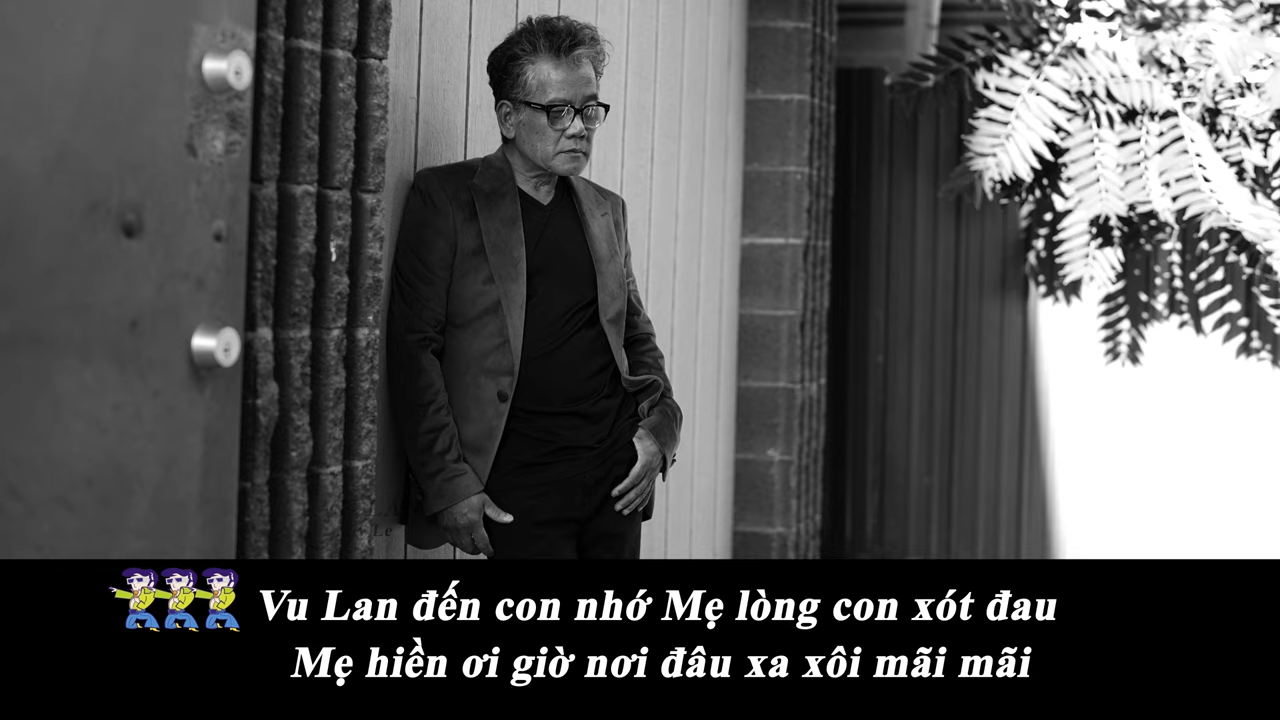 Le
Vu Lan đến con nhớ Mẹ lòng con xót đau
Mẹ hiền ơi giờ nơi đâu xa xôi mãi mãi